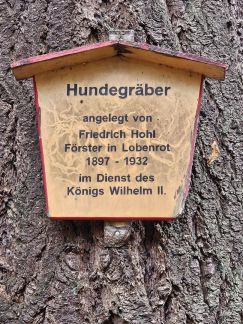 Hundegräber
angelegt von
Friedrich Hohl
Förster in Lobenrot
1897 - 1932
im Dienst des
Königs Wilhelm II.